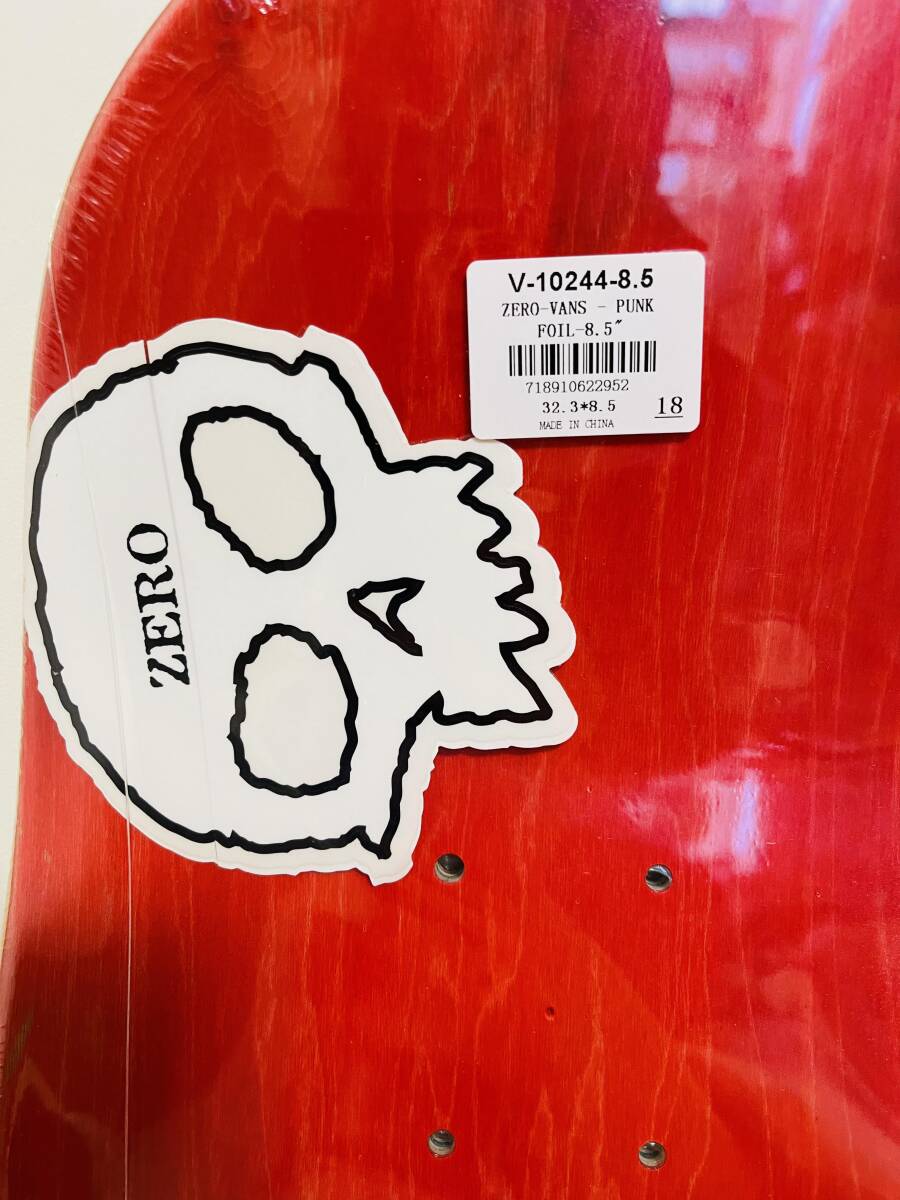 V-10244-8.5
ZERO-VANS - PUNK
FOIL-8.5″
718910622952
32.3*8.5
18
MADE IN CHINA
ZERO